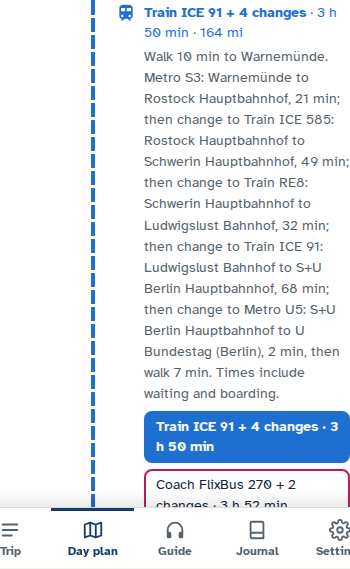 Train ICE 91 + 4 changes · 3 h
50 min · 164 mi
Walk 10 min to Warnemünde.
Metro S3: Warnemünde to
Rostock Hauptbahnhof, 21 min;
then change to Train ICE 585:
Rostock Hauptbahnhof to
Schwerin Hauptbahnhof, 49 min;
then change to Train RE8:
Schwerin Hauptbahnhof to
Ludwigslust Bahnhof, 32 min;
then change to Train ICE 91:
Ludwigslust Bahnhof to S+U
Berlin Hauptbahnhof, 68 min;
then change to Metro U5: S+U
Berlin Hauptbahnhof to U
Bundestag (Berlin), 2 min, then
walk 7 min. Times include
waiting and boarding.
Train ICE 91 + 4 changes · 3
h 50 min
Coach FlixBus 270 + 2
changes · 3 h 52 min
Trip
Day plan
Guide
Journal
Settin